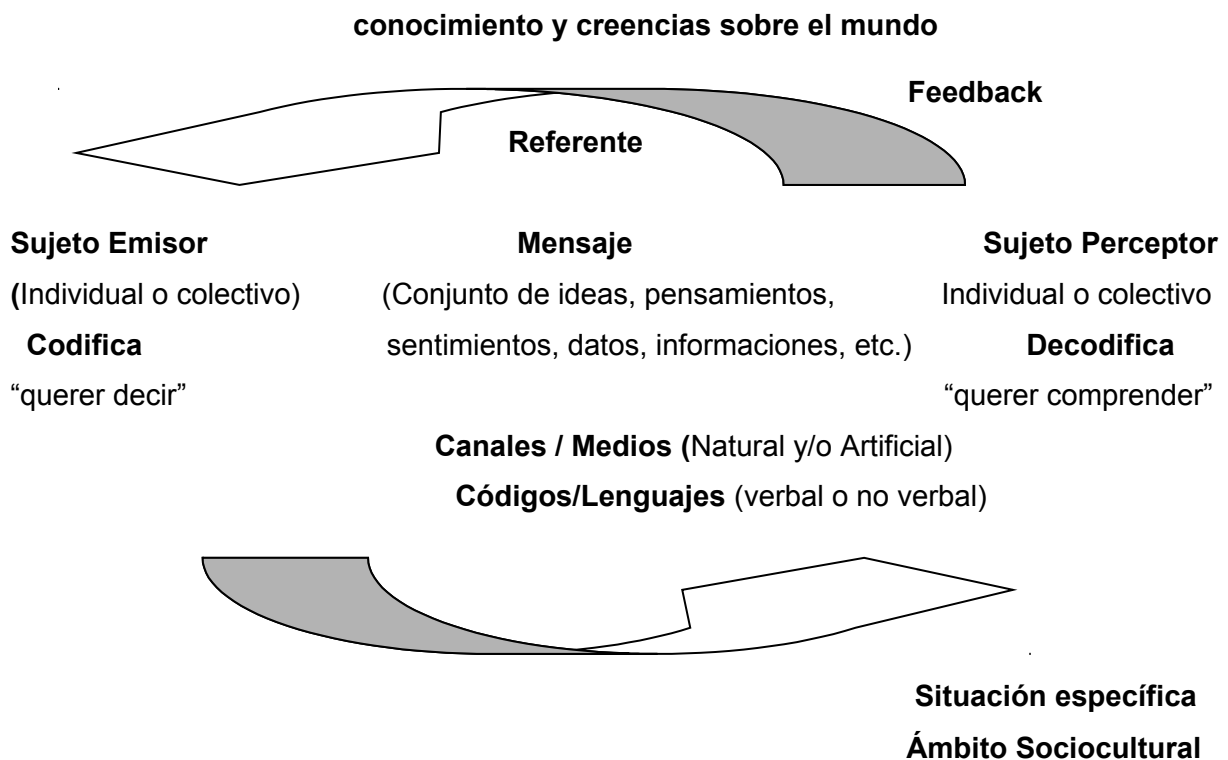 conocimiento y creencias sobre el mundo
Feedback
Referente
Sujeto Emisor Mensaje Sujeto Perceptor
(Individual o colectivo) (Conjunto de ideas, pensamientos, Individual o colectivo
Codifica sentimientos, datos, informaciones, etc.) Decodifica
“querer decir” “querer comprender”
Canales / Medios (Natural y/o Artificial)
Códigos/Lenguajes (verbal o no verbal)
Situación específica
Ámbito Sociocultural